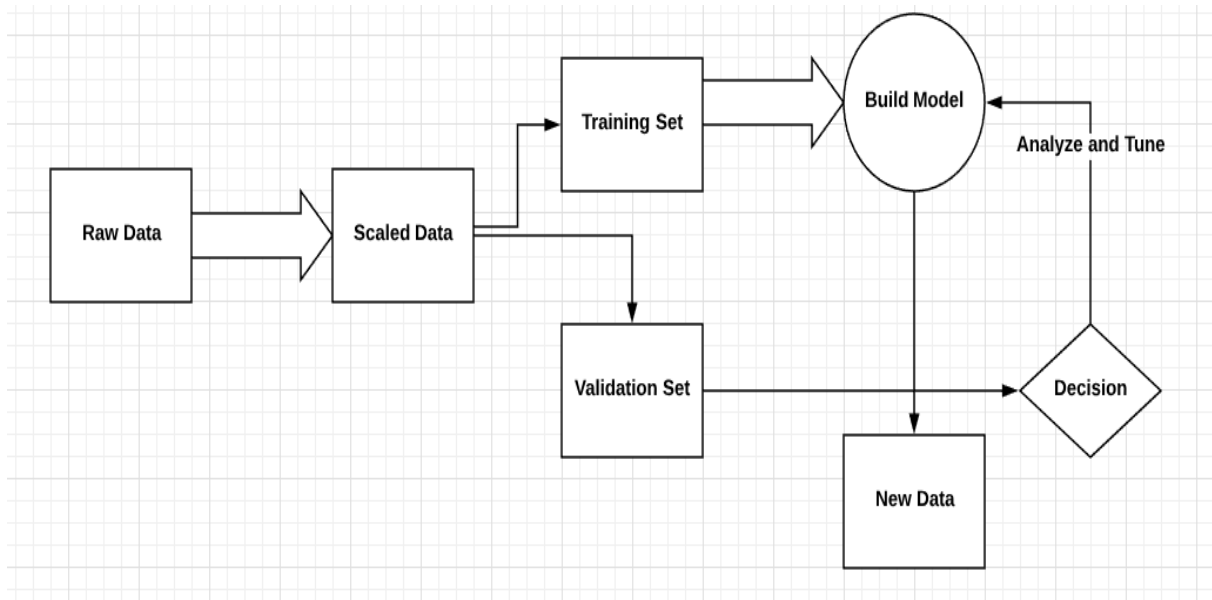 Build Model
Training Set
Analyze and Tune
Raw Data
Scaled Data
Validation Set
Decision
New Data